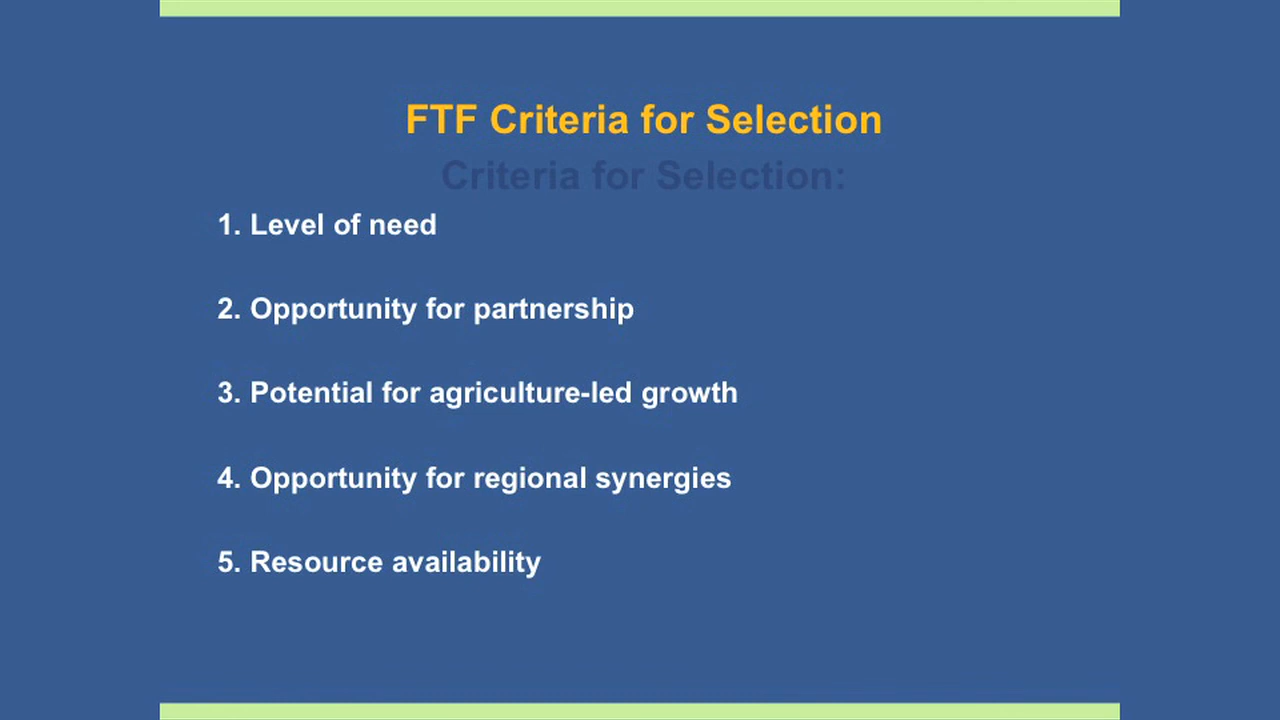 FTF Criteria for Selection
Criteria for Selection:
1. Level of need
2. Opportunity for partnership
3. Potential for agriculture-led growth
4. Opportunity for regional synergies
5. Resource availability